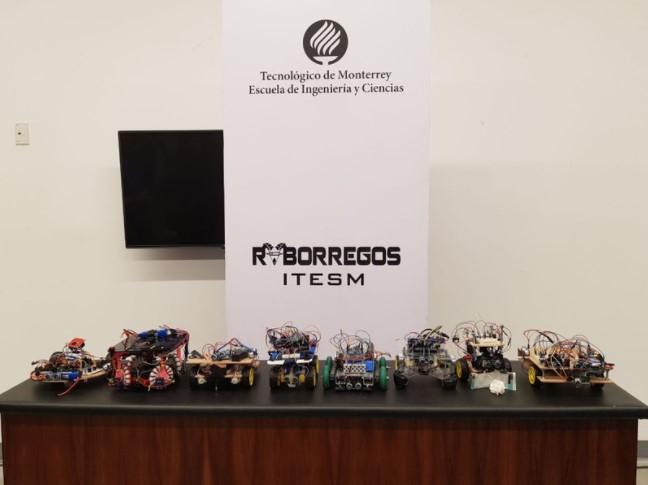 Tecnológico de Monterrey
Escuela de Ingeniería y Ciencias
ROBORREGOS
ITESM